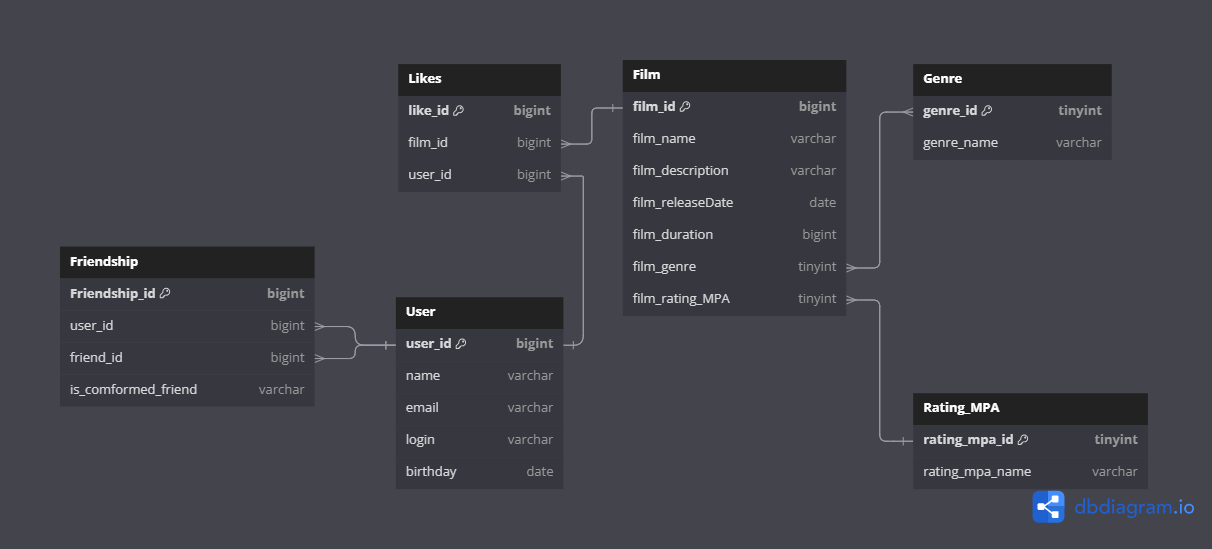 Likes
like_id bigint
film_id bigint
user_id bigint
Film
film_id bigint
film_name varchar
film_description varchar
film_releaseDate date
film_duration bigint
film_genre tinyint
film_rating_MPA tinyint
Genre
genre_id tinyint
genre_name varchar
Friendship
Friendship_id bigint
user_id bigint
friend_id bigint
is_comformed_friend varchar
User
user_id bigint
name varchar
email varchar
login varchar
birthday date
Rating_MPA
rating_mpa_id tinyint
rating_mpa_name varchar
dbdiagram.io